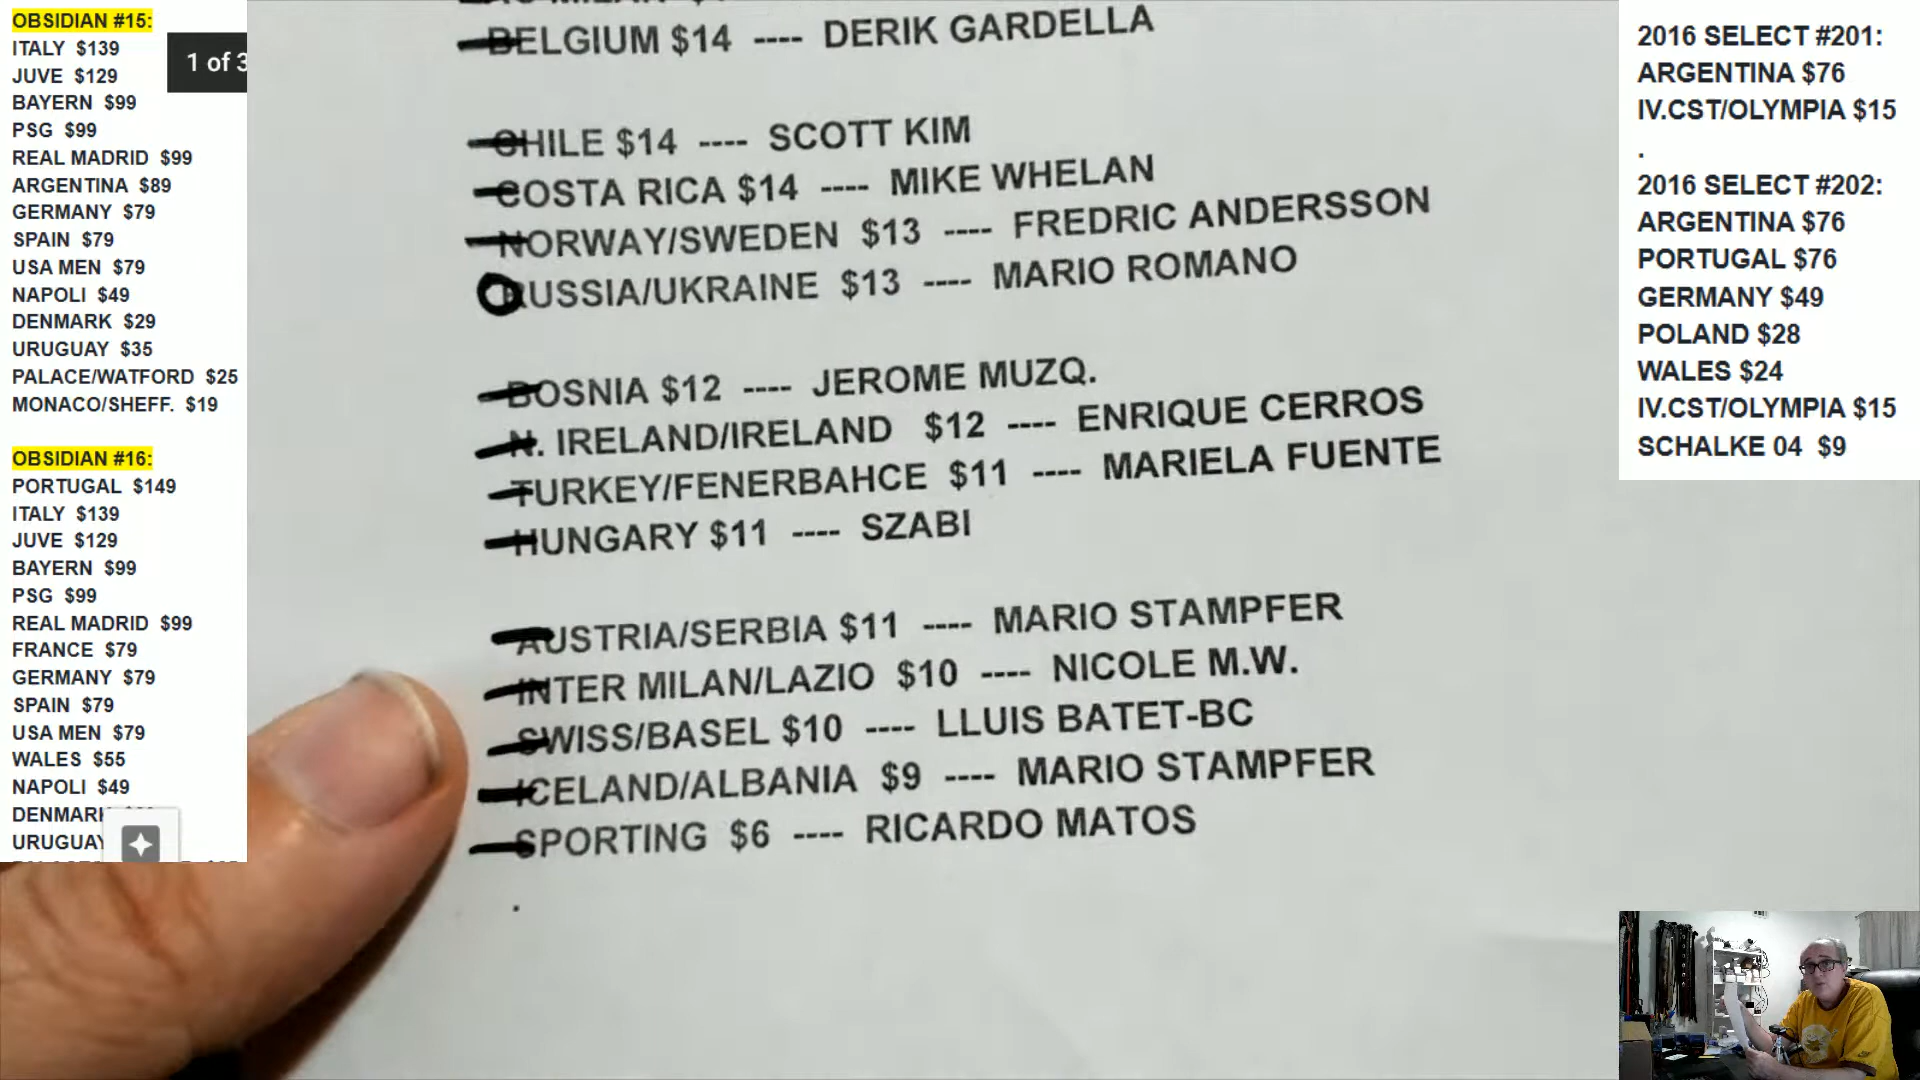 OBSIDIAN #15:
ITALY $139
JUVE $129
BAYERN $99
PSG $99
REAL MADRID $99
ARGENTINA $89
GERMANY $79
SPAIN $79
USA MEN $79
NAPOLI $49
DENMARK $29
URUGUAY $35
PALACE/WATFORD $25
MONACO/SHEFF. $19
OBSIDIAN #16:
PORTUGAL $149
ITALY $139
JUVE $129
BAYERN $99
PSG $99
REAL MADRID $99
FRANCE $79
GERMANY $79
SPAIN $79
USA MEN $79
WALES $55
NAPOLI $49
DENMARK
URUGUAY
1 of 3
BELGIUM $14 ---- DERIK GARDELLA
CHILE $14 ---- SCOTT KIM
COSTA RICA $14 ---- MIKE WHELAN
NORWAY/SWEDEN $13 ---- FREDRIC ANDERSSON
RUSSIA/UKRAINE $13 ---- MARIO ROMANO
BOSNIA $12 ---- JEROME MUZQ.
N. IRELAND/IRELAND $12 ---- ENRIQUE CERROS
TURKEY/FENERBAHCE $11 ---- MARIELA FUENTE
HUNGARY $11 ---- SZABI
AUSTRIA/SERBIA $11 ---- MARIO STAMPFER
INTER MILAN/LAZIO $10 ---- NICOLE M.W.
SWISS/BASEL $10 ---- LLUIS BATET-BC
ICELAND/ALBANIA $9 ---- MARIO STAMPFER
SPORTING $6 ---- RICARDO MATOS
.
2016 SELECT #201:
ARGENTINA $76
IV.CST/OLYMPIA $15
.
2016 SELECT #202:
ARGENTINA $76
PORTUGAL $76
GERMANY $49
POLAND $28
WALES $24
IV.CST/OLYMPIA $15
SCHALKE 04 $9